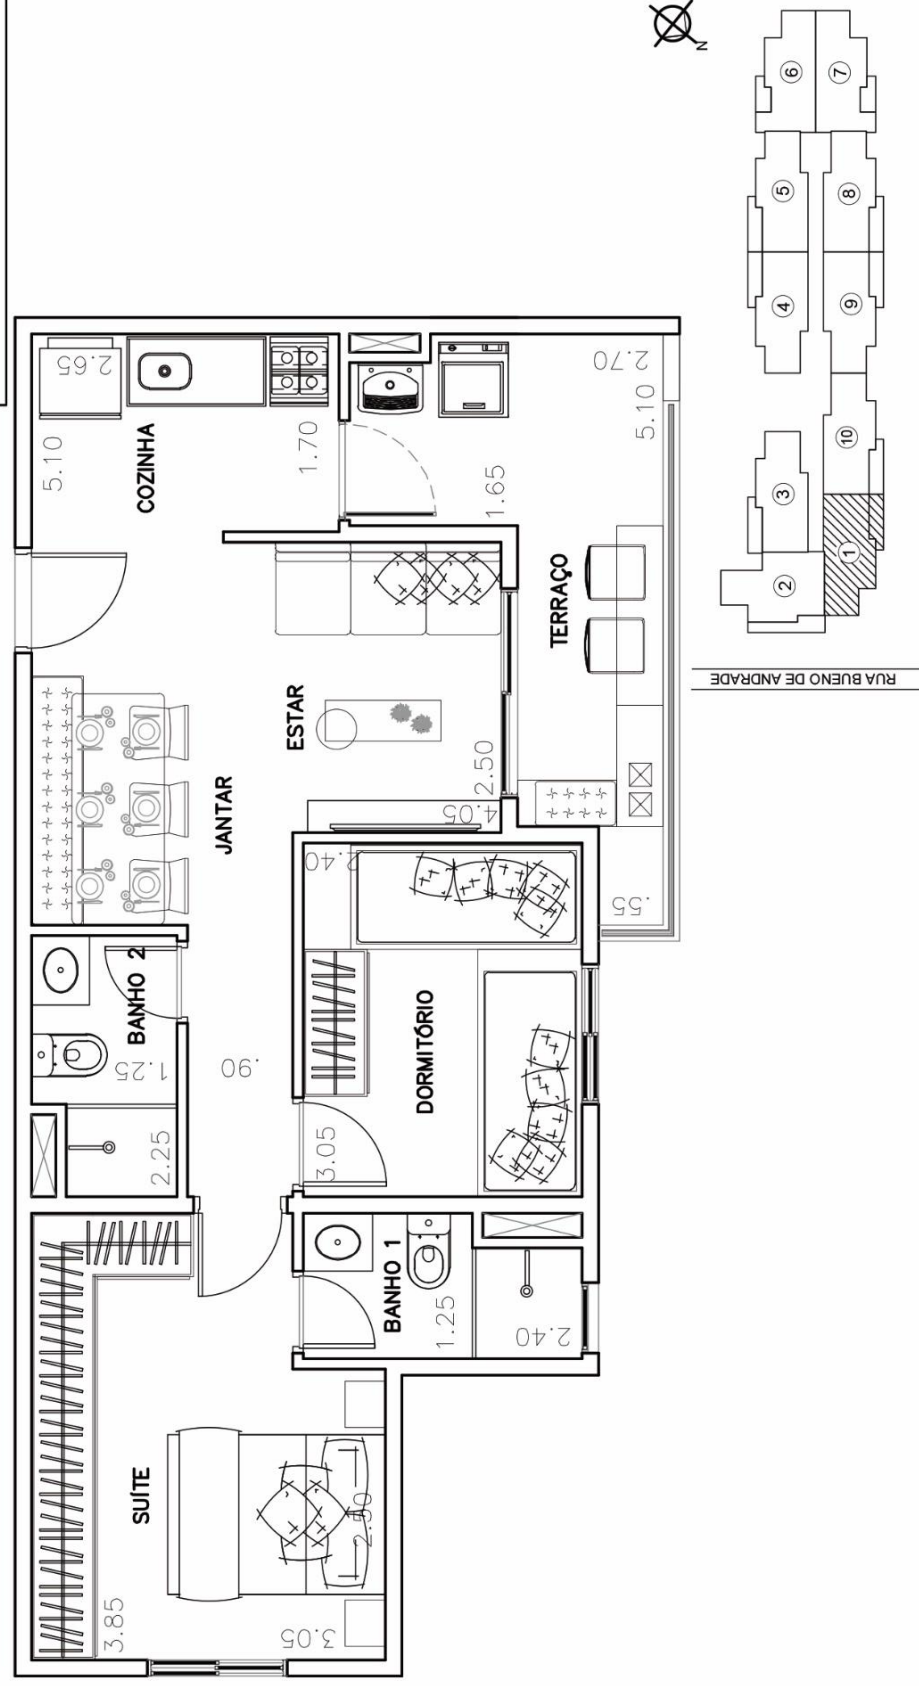 N
6
7
5
8
4
9
3
10
2
1
RUA BUENO DE ANDRADE
2.65
5.10
COZINHA
1.70
2.70
5.10
1.65
TERRAÇO
ESTAR
JANTAR
2.50
4.05
2.40
.55
BANHO 2
1.25
2.25
.90
DORMITÓRIO
3.05
BANHO 1
1.25
2.40
SUÍTE
2.50
3.85
3.05